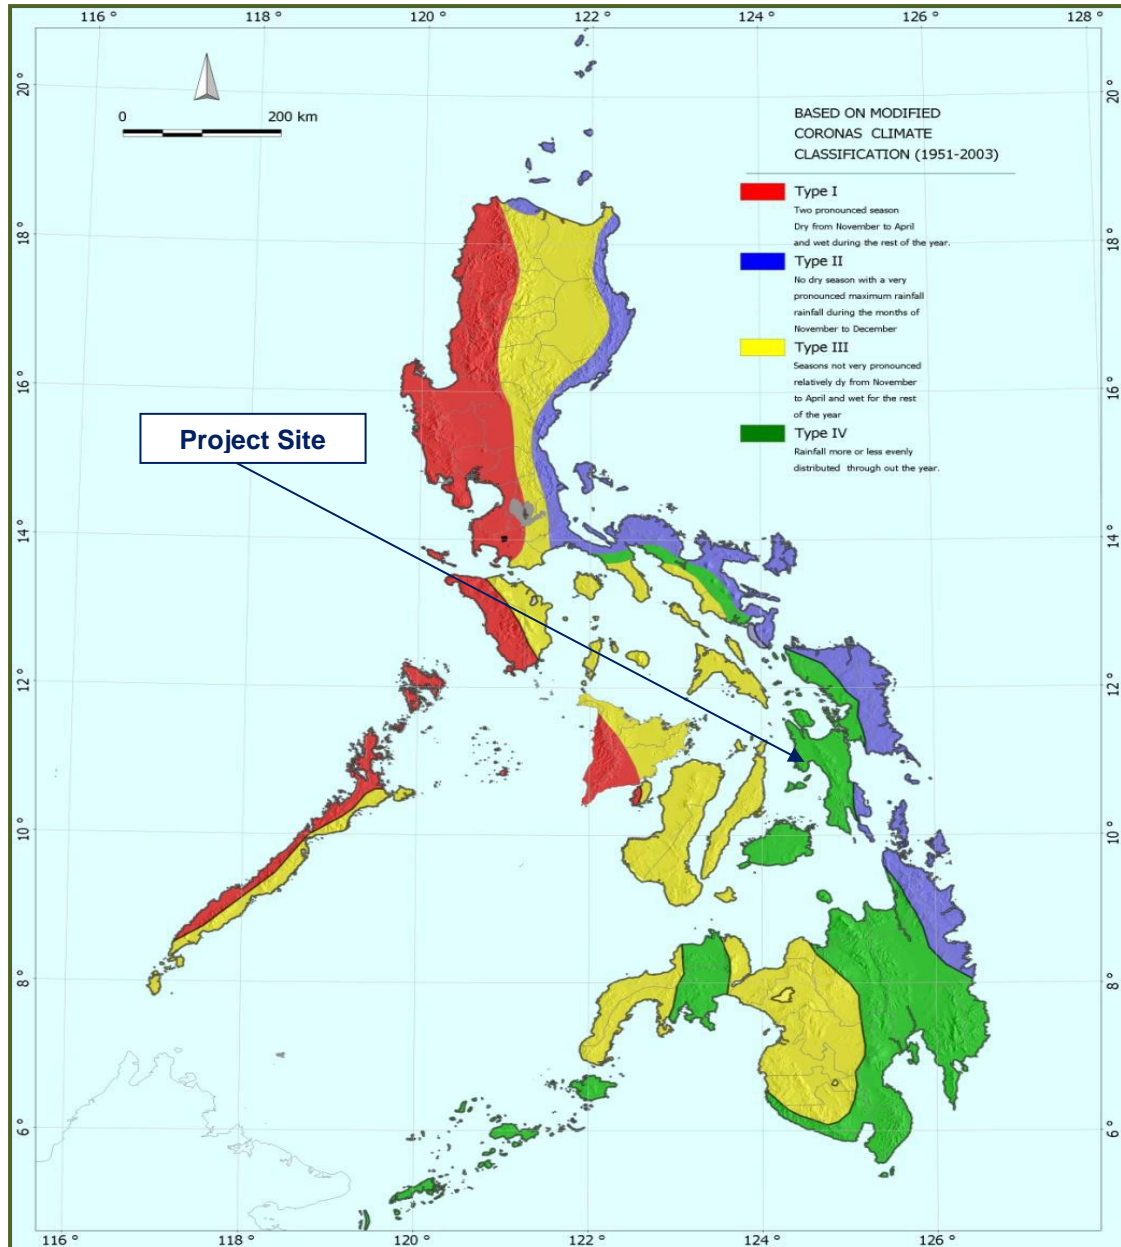 116 ° 118 ° 120 ° 122 ° 124 ° 126 ° 128 °
20 ° 20 °
0 200 km
BASED ON MODIFIED
CORONAS CLIMATE
CLASSIFICATION (1951-2003)
Type I
Two pronounced season
Dry from November to April
and wet during the rest of the year.
18 ° 18 °
Type II
No dry season with a very
pronounced maximum rainfall
rainfall during the months of
November to December
Type III
Seasons not very pronounced
relatively dy from November
to April and wet for the rest
of the year
16 ° 16 °
Type IV
Rainfall more or less evenly
distributed through out the year.
Project Site
14 ° 14 °
12 ° 12 °
10 ° 10 °
8 ° 8 °
6 ° 6 °
116 ° 118 ° 120 ° 122 ° 124 ° 126 °